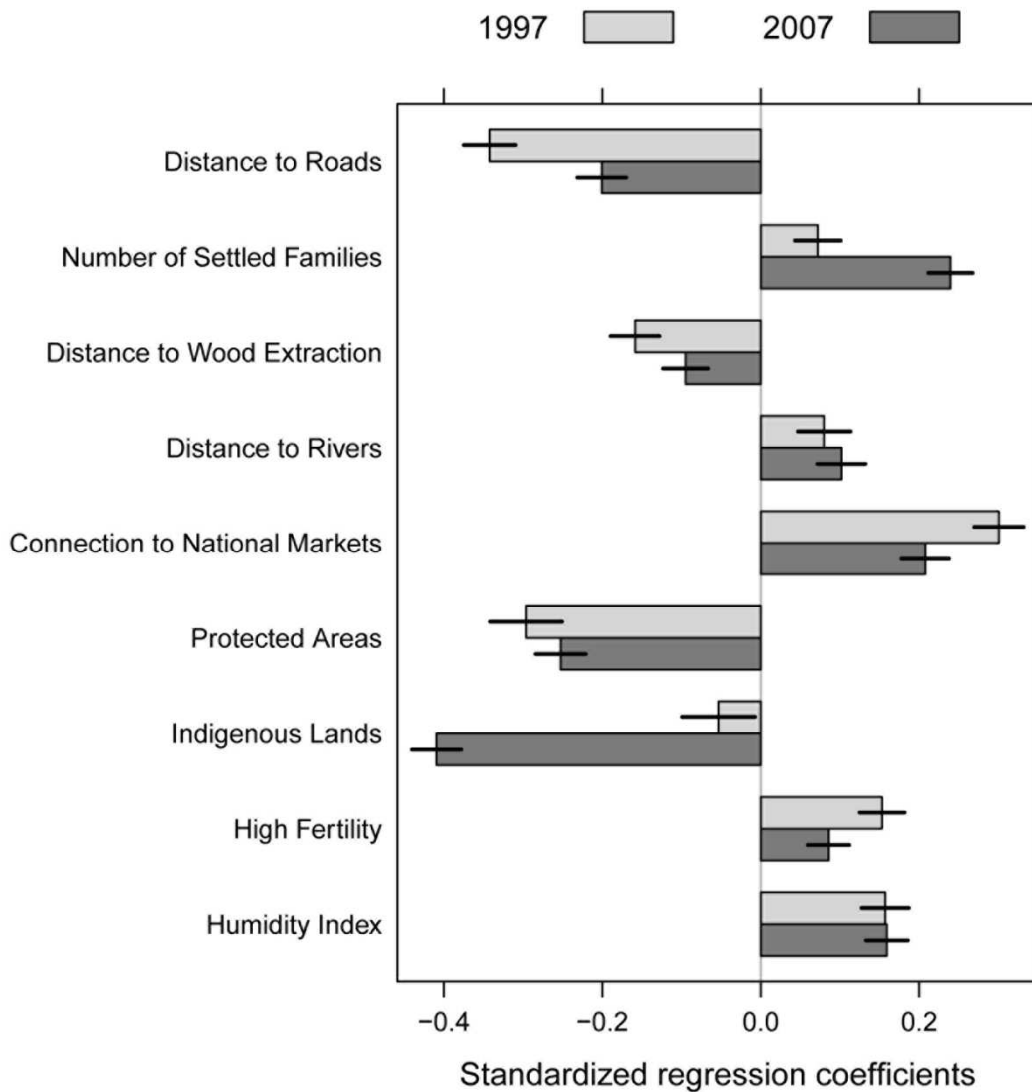 1997 2007
Distance to Roads
Number of Settled Families
Distance to Wood Extraction
Distance to Rivers
Connection to National Markets
Protected Areas
Indigenous Lands
High Fertility
Humidity Index
−0.4 −0.2 0.0 0.2
Standardized regression coefficients